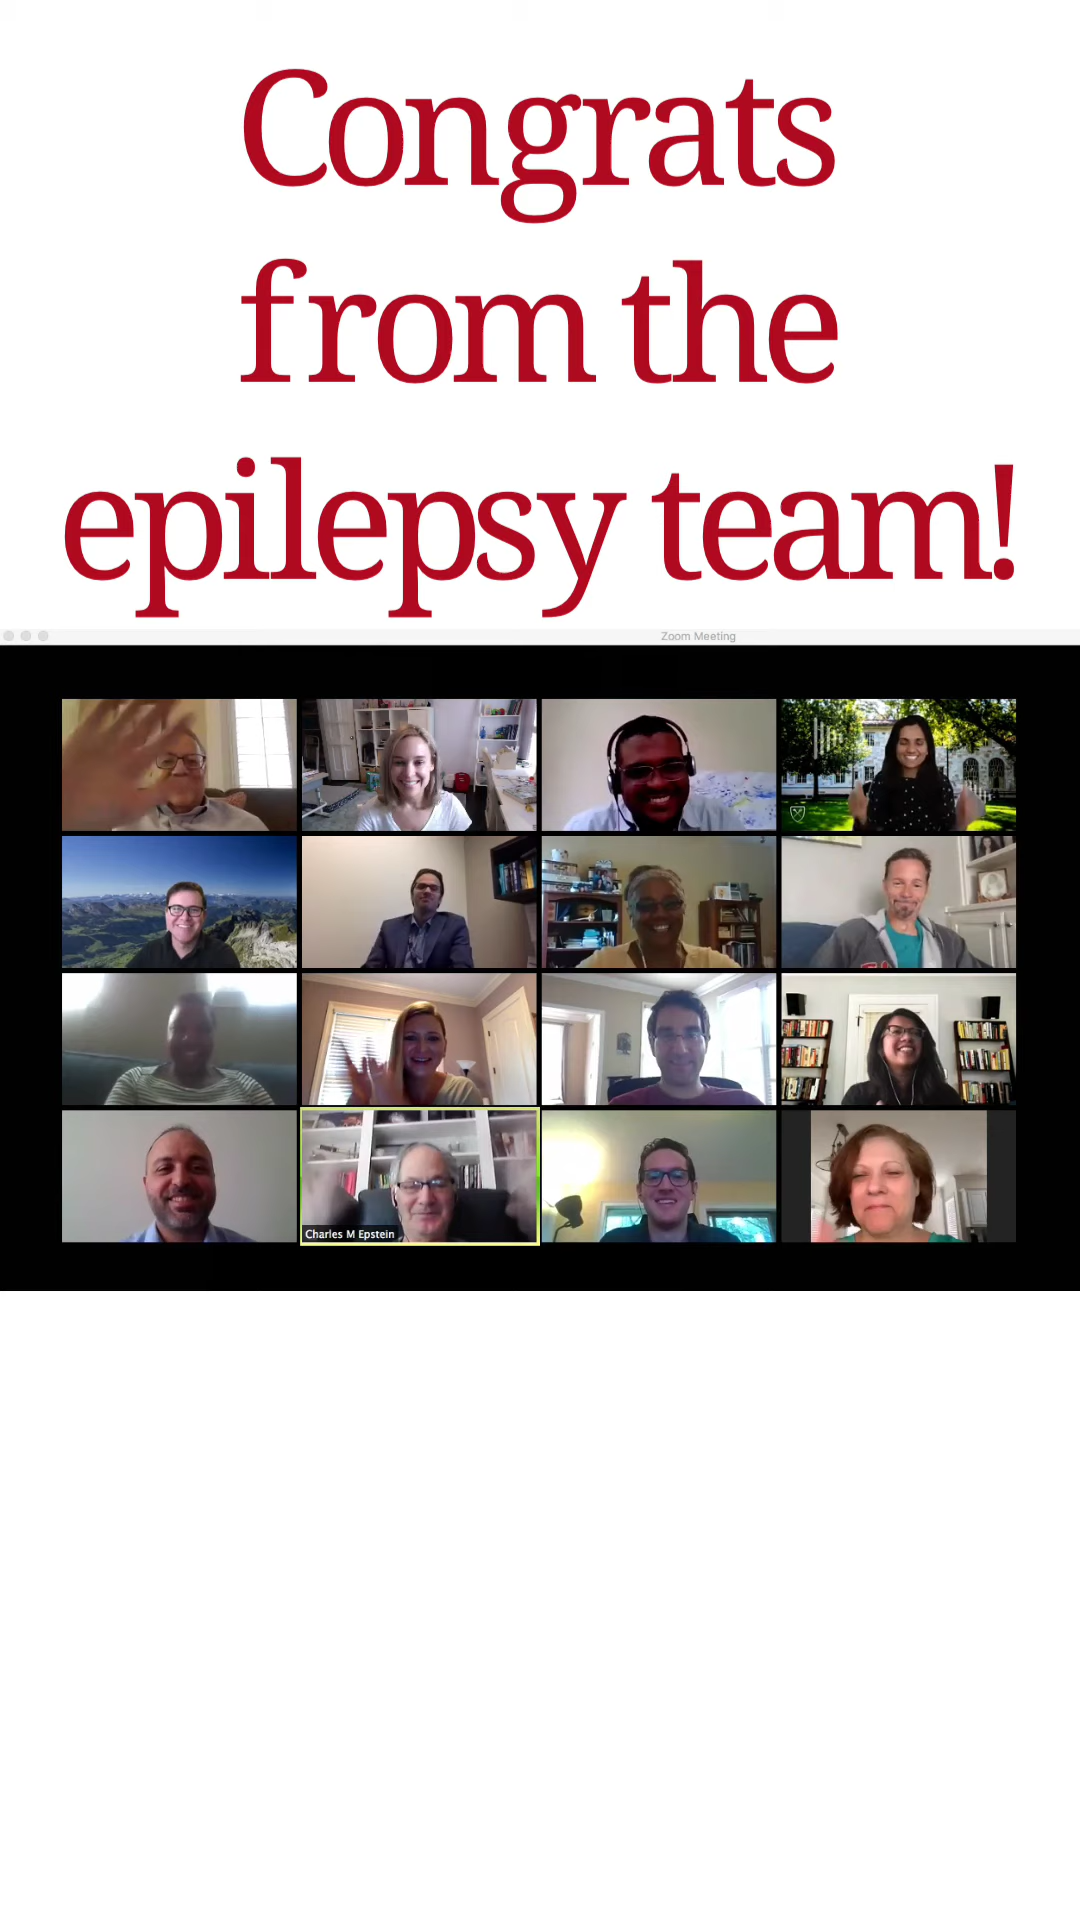 Congrats
from the
epilepsy team!
Zoom Meeting
Charles M Epstein